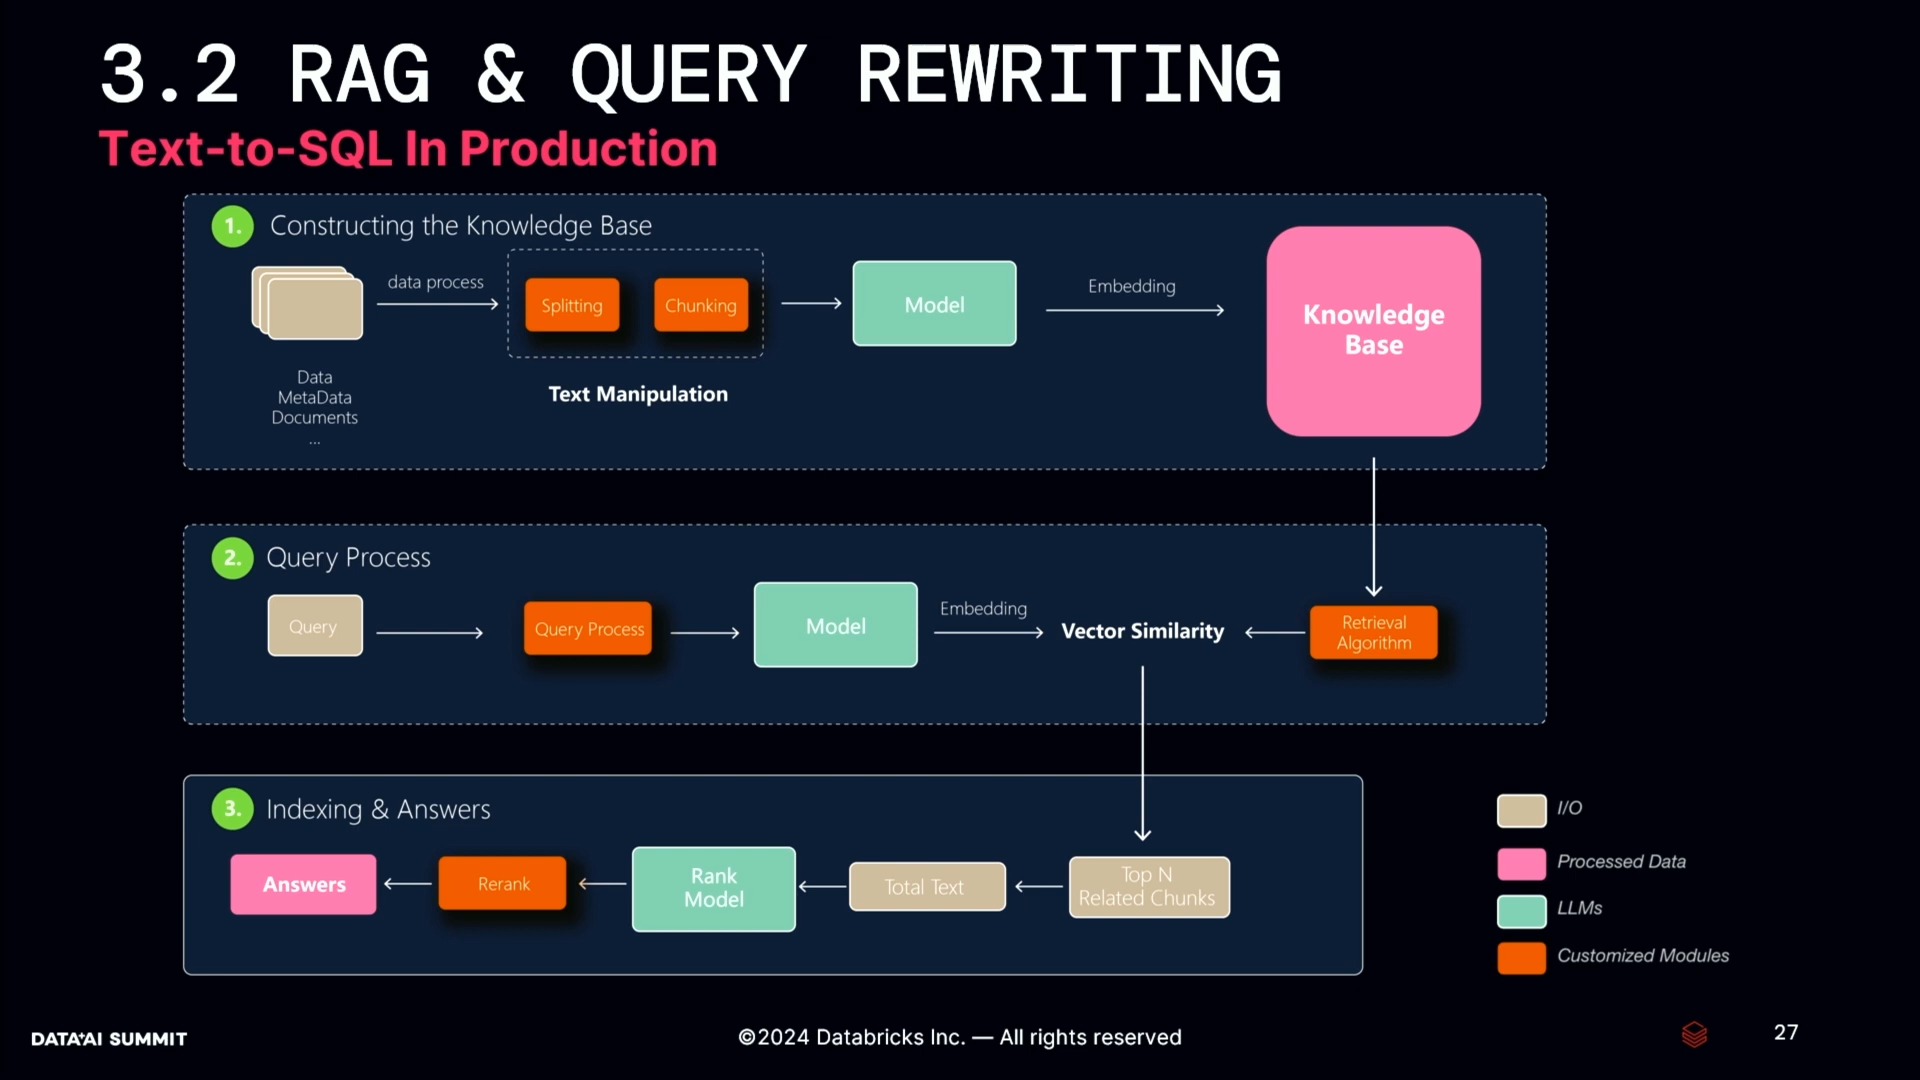 3.2 RAG & QUERY REWRITING
Text-to-SQL In Production
1. Constructing the Knowledge Base
data process
Splitting
Chunking
Model
Embedding
Knowledge
Base
Data
MetaData
Documents
...
Text Manipulation
2. Query Process
Query
Query Process
Model
Embedding
Vector Similarity
Retrieval
Algorithm
3. Indexing & Answers
Answers
Rerank
Rank
Model
Total Text
Top N
Related Chunks
I/O
Processed Data
LLMs
Customized Modules
DATA+AI SUMMIT
©2024 Databricks Inc. — All rights reserved
27